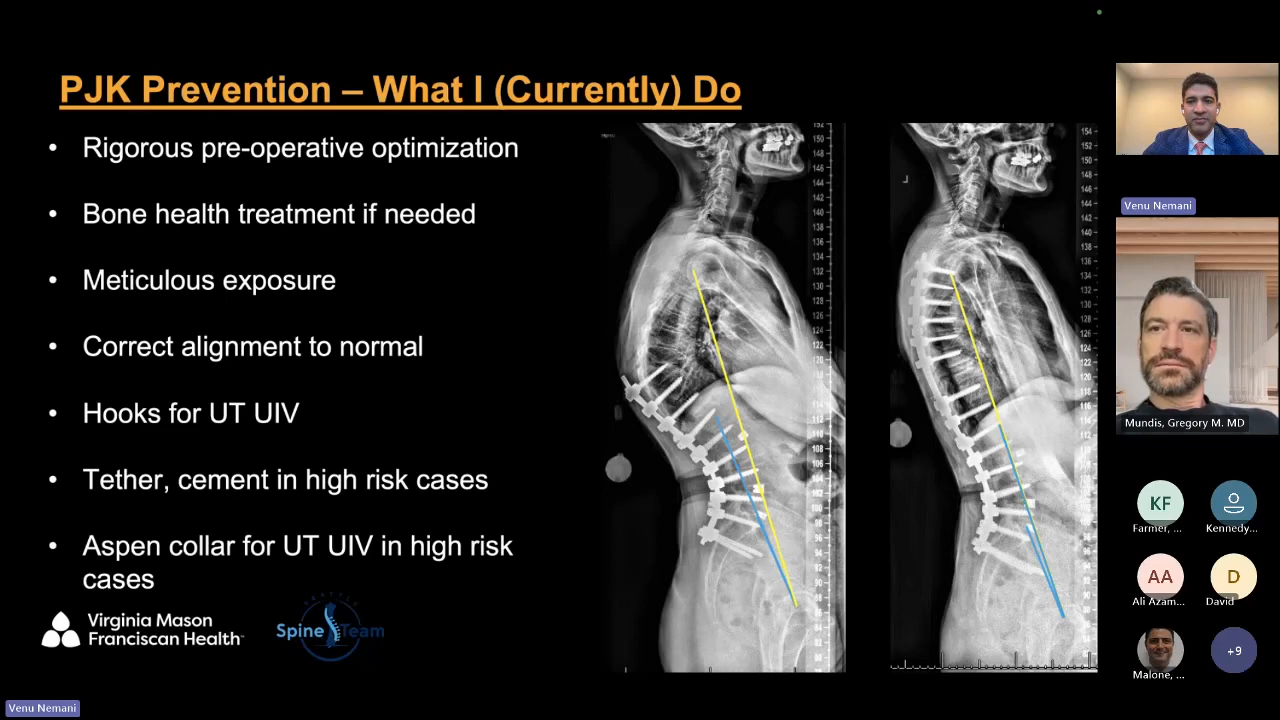 PJK Prevention – What I (Currently) Do
• Rigorous pre-operative optimization
• Bone health treatment if needed
• Meticulous exposure
• Correct alignment to normal
• Hooks for UT UIV
• Tether, cement in high risk cases
• Aspen collar for UT UIV in high risk
cases
Virginia Mason
Franciscan Health
SEATTLE
Spine Team
Venu Nemani
Venu Nemani
Mundis, Gregory M. MD
KF
Farmer, ...
Kennedy...
AA
Ali Azam...
D
David
Malone, ...
+9